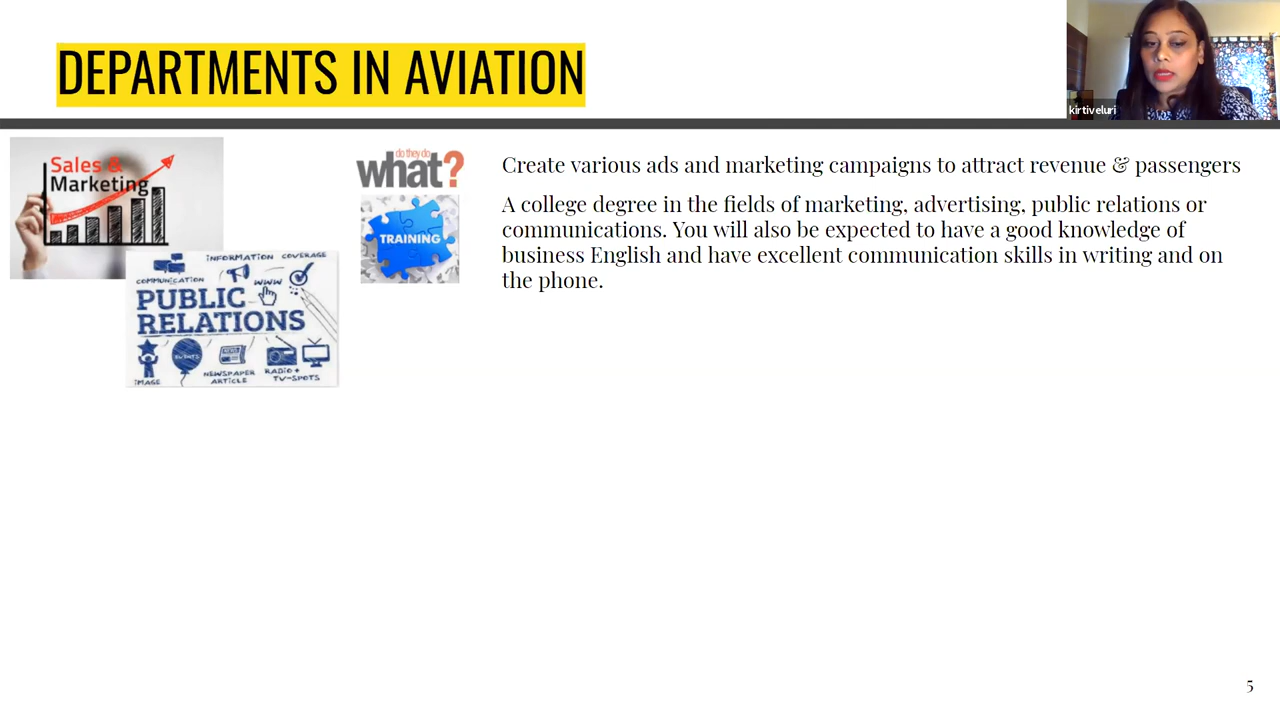 DEPARTMENTS IN AVIATION
kirtiveluri
Sales &
Marketing
do they do
what?
Create various ads and marketing campaigns to attract revenue & passengers
TRAINING
A college degree in the fields of marketing, advertising, public relations or
communications. You will also be expected to have a good knowledge of
business English and have excellent communication skills in writing and on
the phone.
INFORMATION COVERAGE
COMMUNICATION
WWW
PUBLIC
RELATIONS
EVENTS
IMAGE
NEWSPAPER
ARTICLE
RADIO +
TV-SPOTS
5